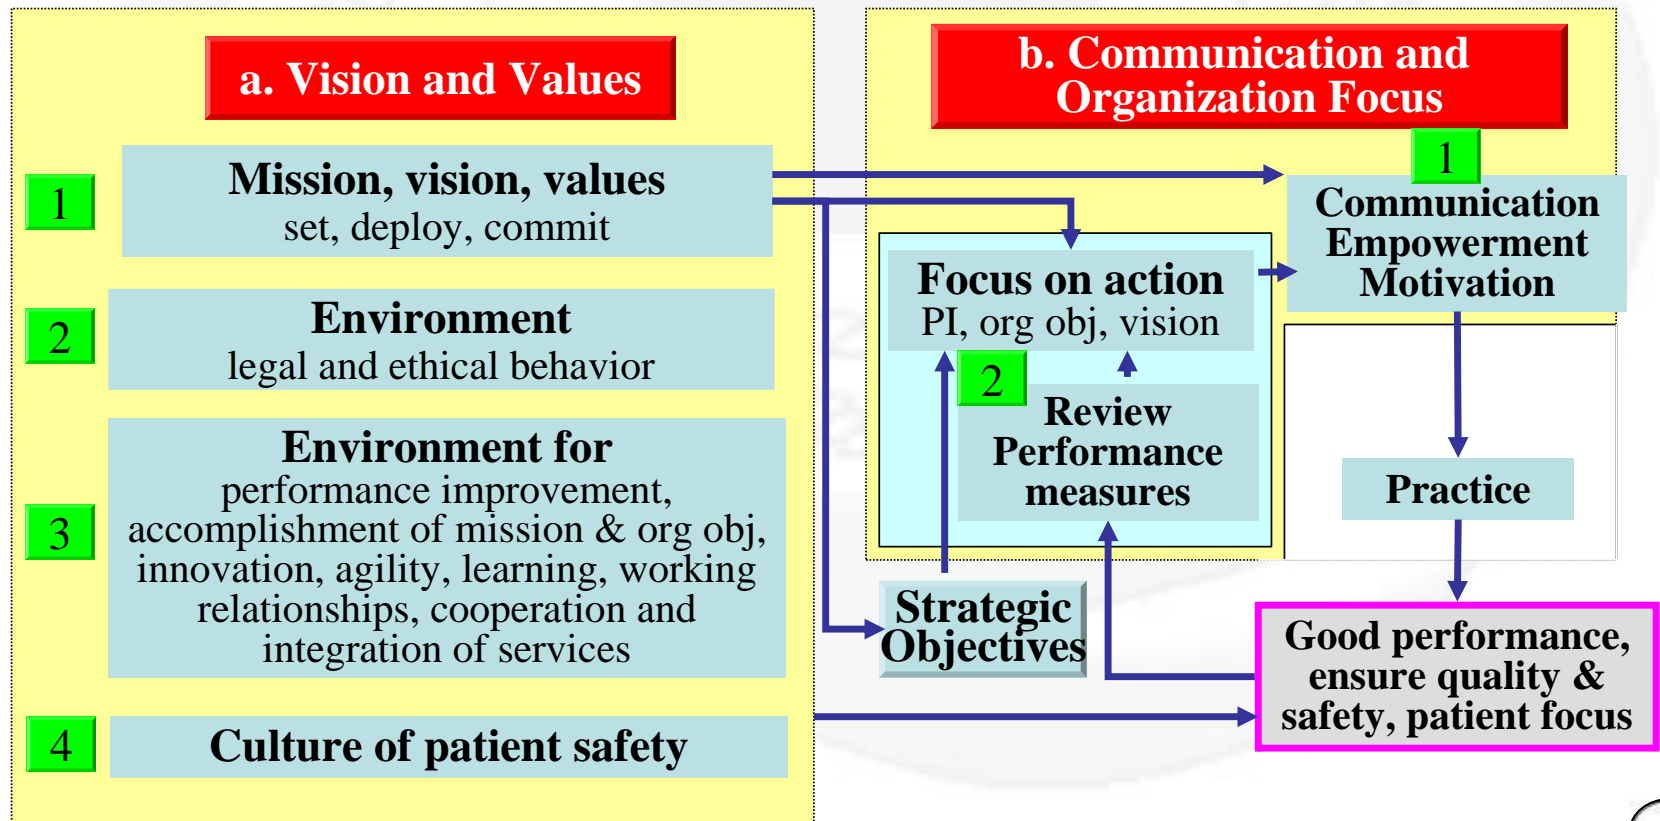 a. Vision and Values
1
Mission, vision, values
set, deploy, commit
2
Environment
legal and ethical behavior
3
Environment for
performance improvement,
accomplishment of mission & org obj,
innovation, agility, learning, working
relationships, cooperation and
integration of services
4
Culture of patient safety
b. Communication and
Organization Focus
1
Communication
Empowerment
Motivation
Focus on action
PI, org obj, vision
2
Review
Performance
measures
Practice
Strategic
Objectives
Good performance,
ensure quality &
safety, patient focus